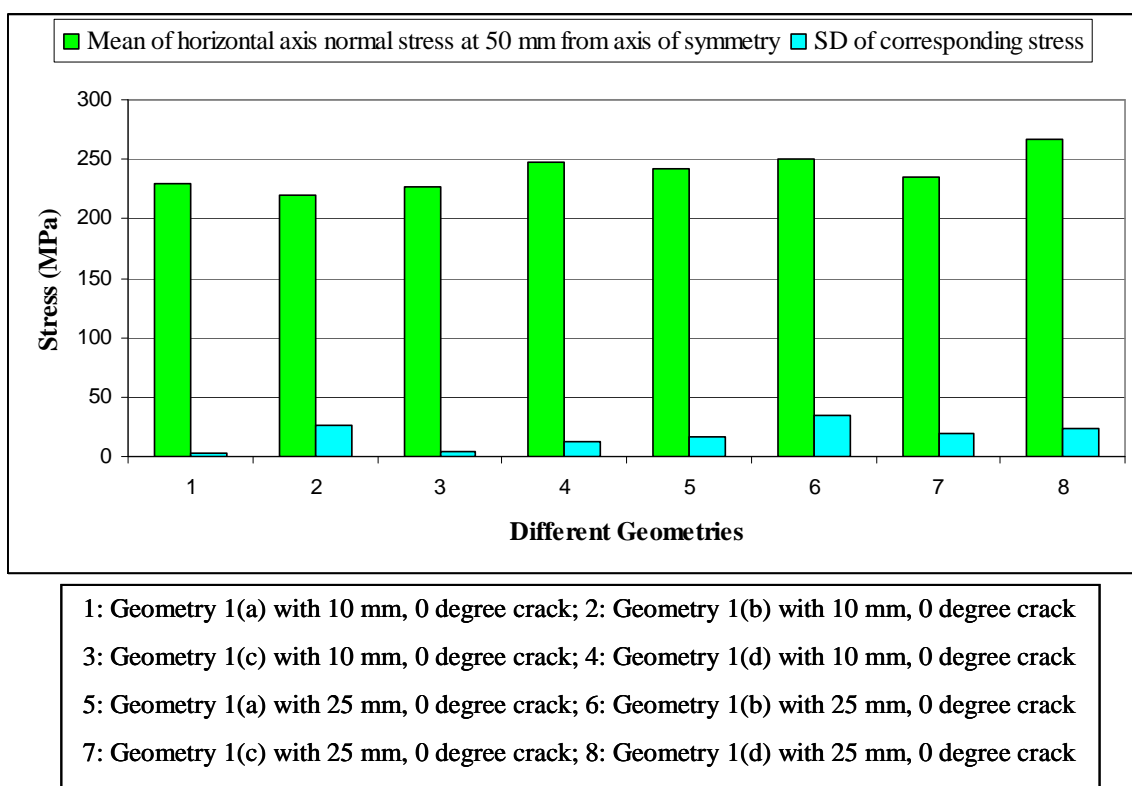 Mean of horizontal axis normal stress at 50 mm from axis of symmetry SD of corresponding stress
Stress (MPa)
300
250
200
150
100
50
0
1 2 3 4 5 6 7 8
Different Geometries
1: Geometry 1(a) with 10 mm, 0 degree crack; 2: Geometry 1(b) with 10 mm, 0 degree crack
3: Geometry 1(c) with 10 mm, 0 degree crack; 4: Geometry 1(d) with 10 mm, 0 degree crack
5: Geometry 1(a) with 25 mm, 0 degree crack; 6: Geometry 1(b) with 25 mm, 0 degree crack
7: Geometry 1(c) with 25 mm, 0 degree crack; 8: Geometry 1(d) with 25 mm, 0 degree crack